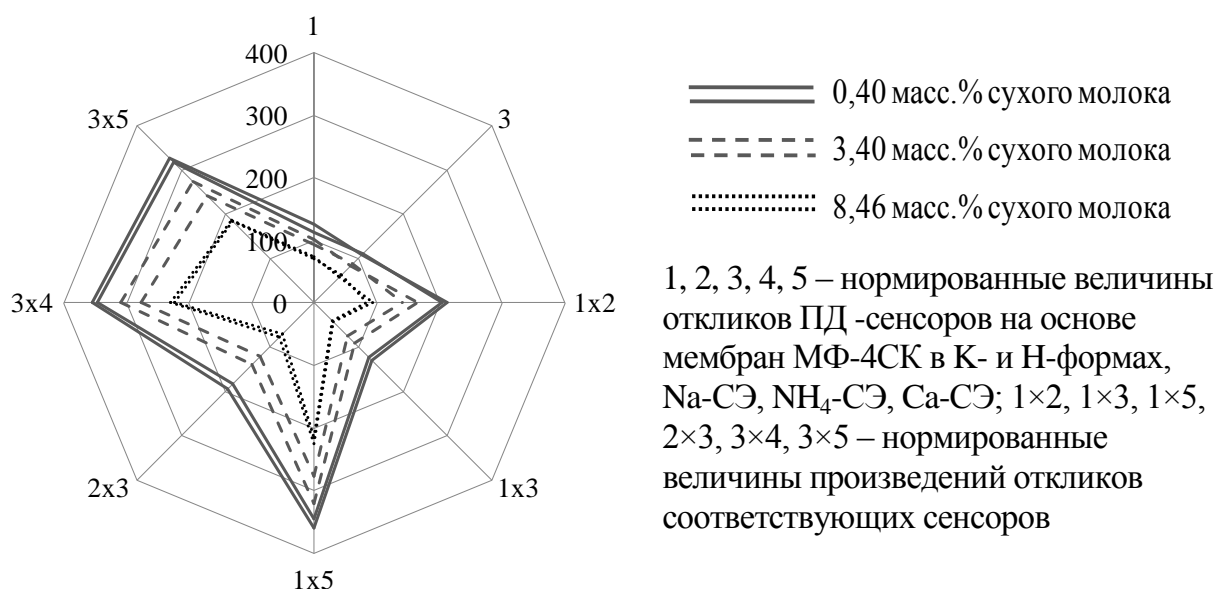 1
400
300
200
100
0
3
1x2
1x3
1x5
2x3
3x4
3x5
0,40 масс.% сухого молока
3,40 масс.% сухого молока
8,46 масс.% сухого молока
1, 2, 3, 4, 5 – нормированные величины
откликов ПД -сенсоров на основе
мембран МФ-4СК в K- и H-формах,
Na-СЭ, NH₄-СЭ, Ca-СЭ; 1×2, 1×3, 1×5,
2×3, 3×4, 3×5 – нормированные
величины произведений откликов
соответствующих сенсоров